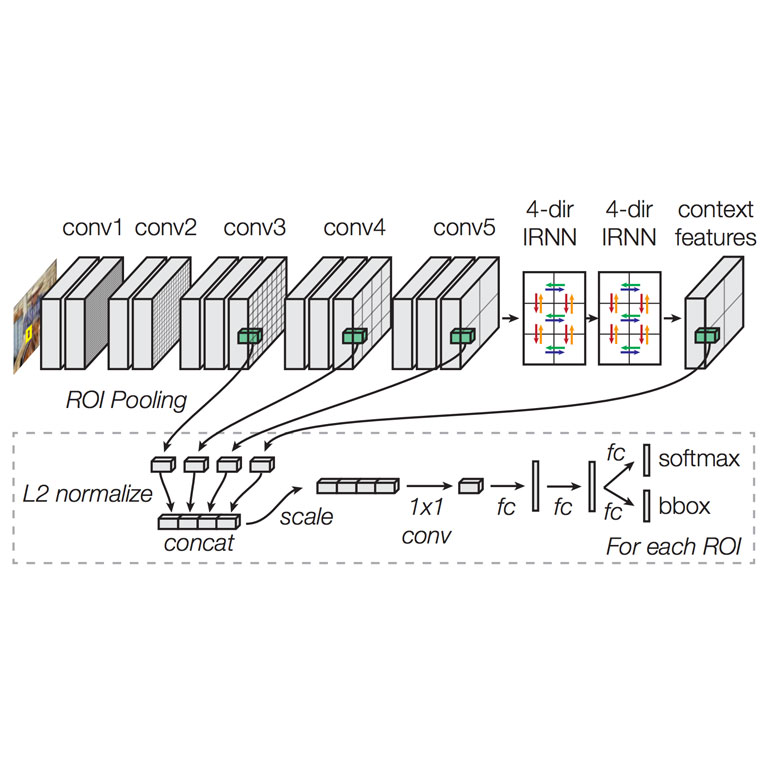 conv1 conv2 conv3 conv4 conv5
4-dir IRNN
4-dir IRNN
context features
ROI Pooling
L2 normalize
concat
scale
1x1 conv
fc
fc
fc
fc
softmax
bbox
For each ROI